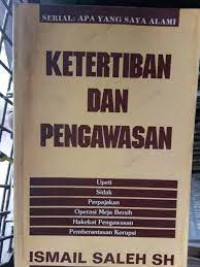 SERIAL: APA YANG SAYA ALAMI
KETERTIBAN
DAN
PENGAWASAN
Upeti
Sidak
Perpajakan
Operasi Meja Bersih
Hakekat Pengawasan
Pemberantasan Korupsi
ISMAIL SALEH SH